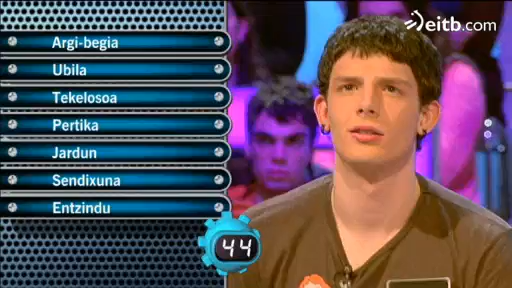 eitb.com
Argi-begia
Ubila
Tekelosoa
Pertika
Jardun
Sendixuna
Entzindu
44